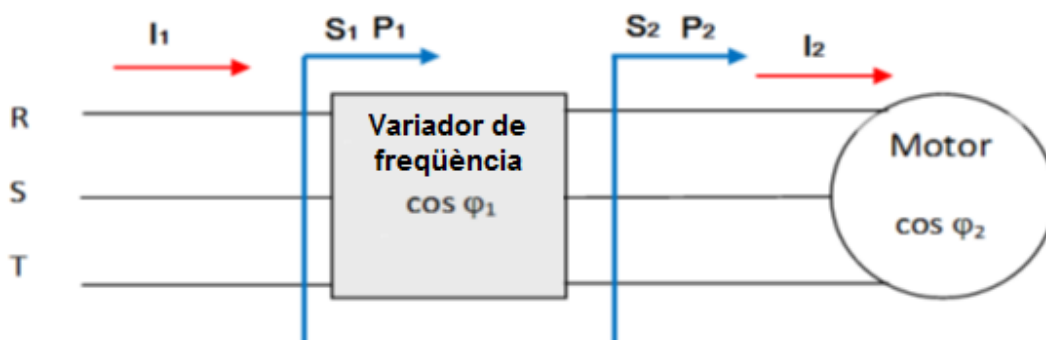 I₁
S₁ P₁
S₂ P₂
I₂
R
S
T
Variador de
freqüència
cos φ₁
Motor
cos φ₂